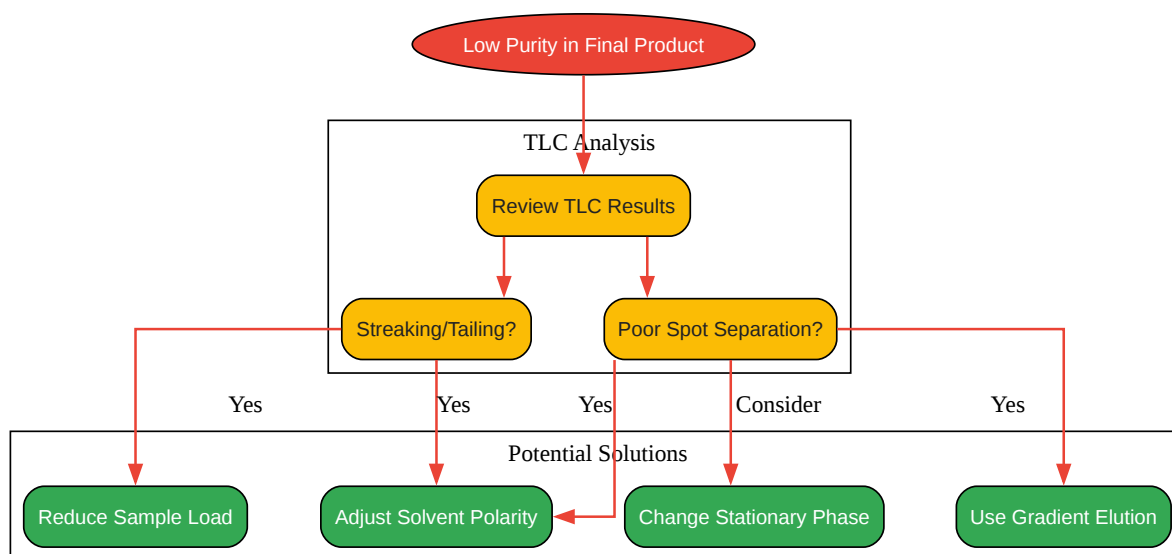 Low Purity in Final Product
TLC Analysis
Review TLC Results
Streaking/Tailing?
Poor Spot Separation?
Yes
Yes
Yes
Consider
Yes
Potential Solutions
Reduce Sample Load
Adjust Solvent Polarity
Change Stationary Phase
Use Gradient Elution